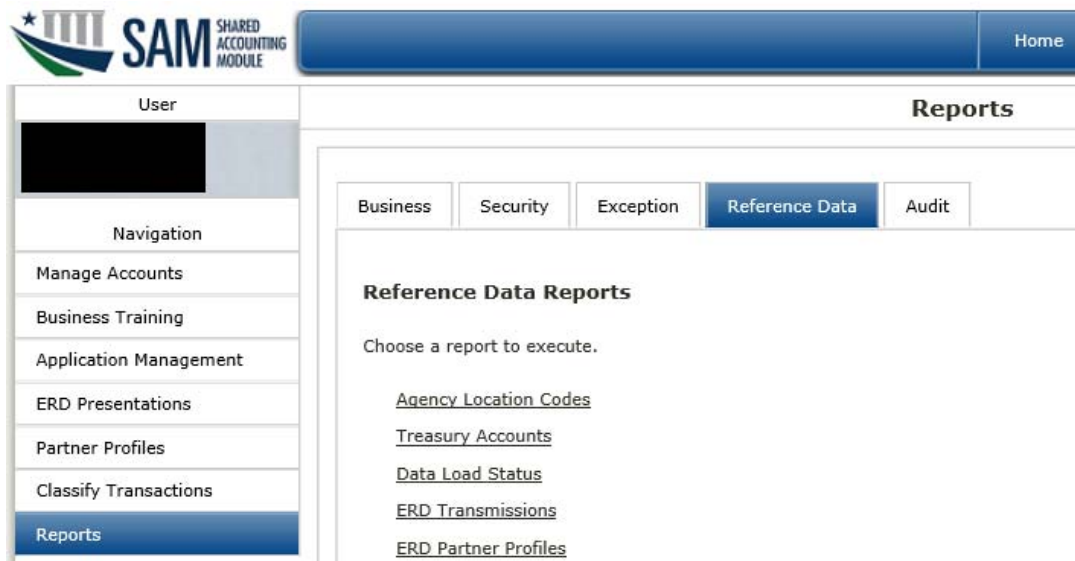 SAM SHARED ACCOUNTING MODULE
Home
User
Reports
Business Security Exception Reference Data Audit
Navigation
Manage Accounts
Business Training
Application Management
ERD Presentations
Partner Profiles
Classify Transactions
Reports
Reference Data Reports
Choose a report to execute.
Agency Location Codes
Treasury Accounts
Data Load Status
ERD Transmissions
ERD Partner Profiles